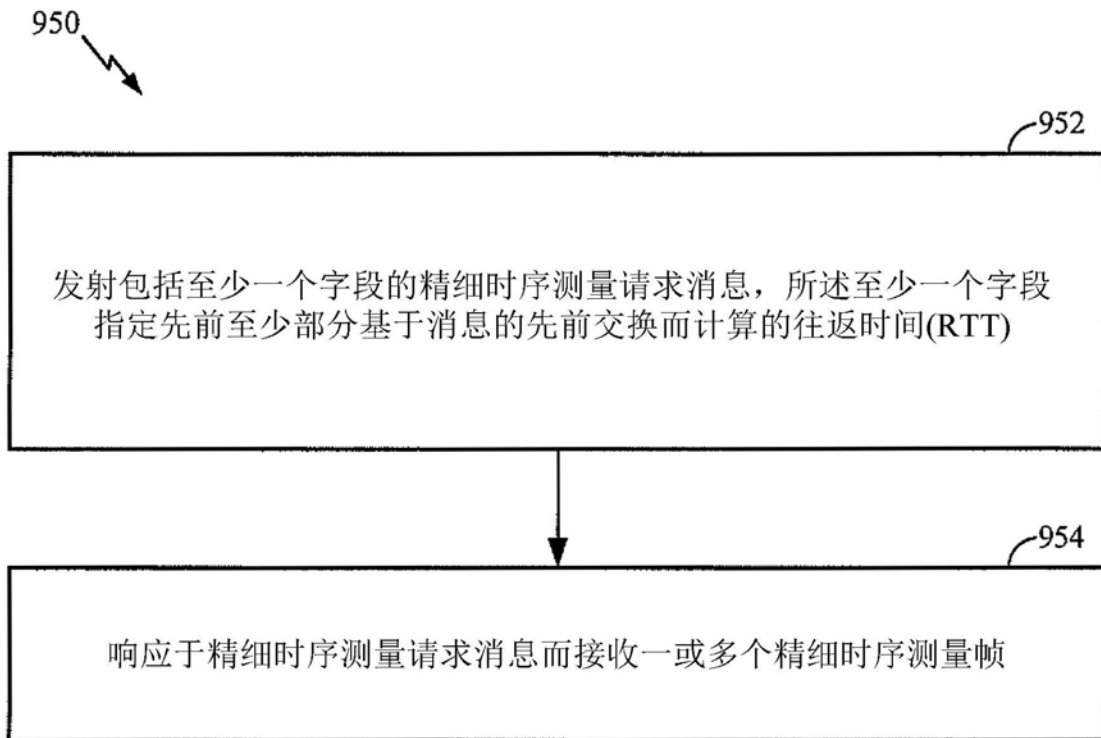 950
952
发射包括至少一个字段的精细时序测量请求消息，所述至少一个字段
指定先前至少部分基于消息的先前交换而计算的往返时间(RTT)
954
响应于精细时序测量请求消息而接收一或多个精细时序测量帧